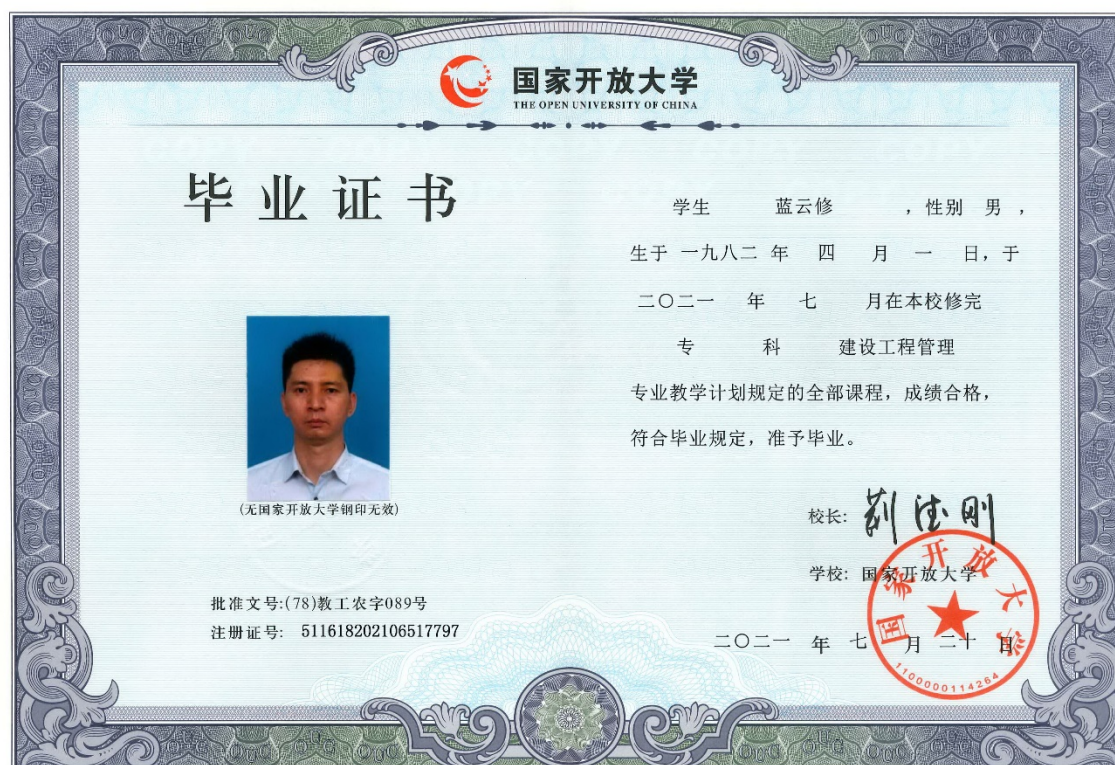 国家开放大学
THE OPEN UNIVERSITY OF CHINA
毕业证书
学生 蓝云修 ，性别 男 ，
生于 一九八二 年 四 月 一 日，于
二〇二一 年 七 月在本校修完
专 科 建设工程管理
专业教学计划规定的全部课程，成绩合格，
符合毕业规定，准予毕业。
(无国家开放大学钢印无效)
校长:
学校: 国家开放大学
批准文号:(78)教工农字089号
注册证号: 511618202106517797
二〇二一 年 七 月 二十 日
国家开放大学
1100000114264